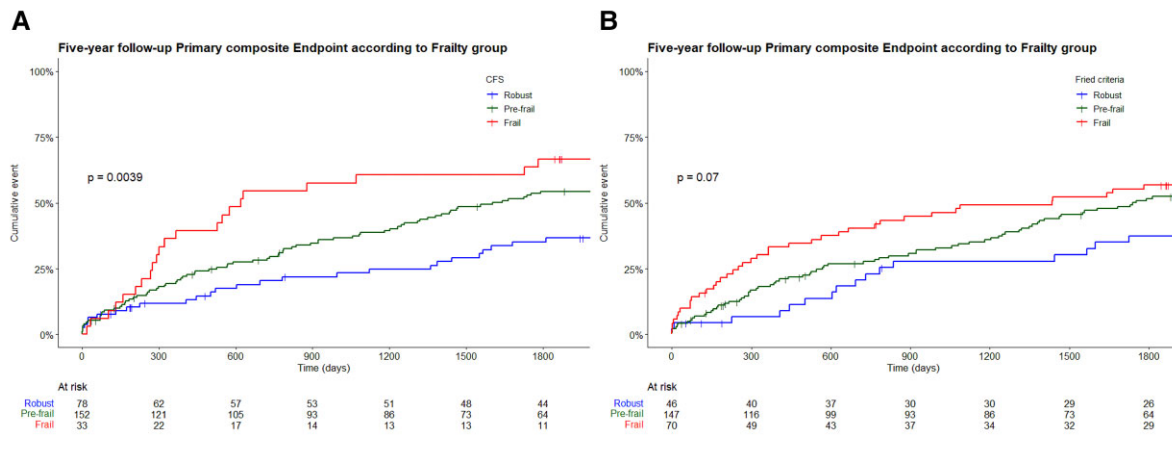 A
Five-year follow-up Primary composite Endpoint according to Frailty group
100%
75%
50%
25%
0%
Cumulative event
CFS
Robust
Pre-frail
Frail
p = 0.0039
0 300 600 900 1200 1500 1800
Time (days)
At risk
Robust 78 62 57 53 51 48 44
Pre-frail 152 121 105 93 86 73 64
Frail 33 22 17 14 13 13 11
B
Five-year follow-up Primary composite Endpoint according to Frailty group
100%
75%
50%
25%
0%
Cumulative event
Fried criteria
Robust
Pre-frail
Frail
p = 0.07
0 300 600 900 1200 1500 1800
Time (days)
At risk
Robust 46 40 37 30 30 29 26
Pre-frail 147 116 99 93 86 73 64
Frail 70 49 43 37 34 32 29